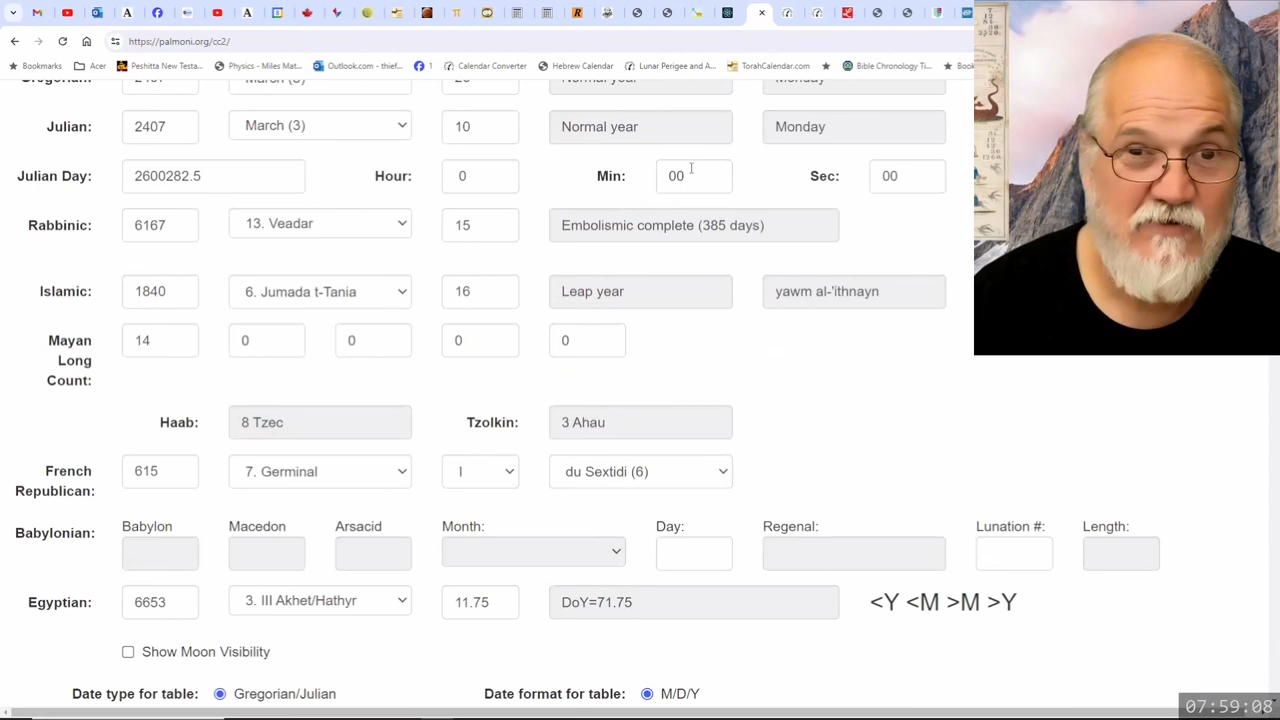 https://palmoni.org/cc2/
Bookmarks Acer Peshitta New Testa... Physics - Mike Stev... Outlook.com - thief... 1 Calendar Converter Hebrew Calendar Lunar Perigee and A... TorahCalendar.com Bible Chronology Ti...
Julian: 2407 March (3) 10 Normal year Monday
Julian Day: 2600282.5 Hour: 0 Min: 00 Sec: 00
Rabbinic: 6167 13. Veadar 15 Embolismic complete (385 days)
Islamic: 1840 6. Jumada t-Tania 16 Leap year yawm al-'ithnayn
Mayan Long Count: 14 0 0 0 0
Haab: 8 Tzec Tzolkin: 3 Ahau
French Republican: 615 7. Germinal I du Sextidi (6)
Babylonian: Babylon Macedon Arsacid Month: Day: Regenal: Lunation #: Length:
Egyptian: 6653 3. III Akhet/Hathyr 11.75 DoY=71.75 <Y <M >M >Y
Show Moon Visibility
Date type for table: Gregorian/Julian Date format for table: M/D/Y
07:59:08